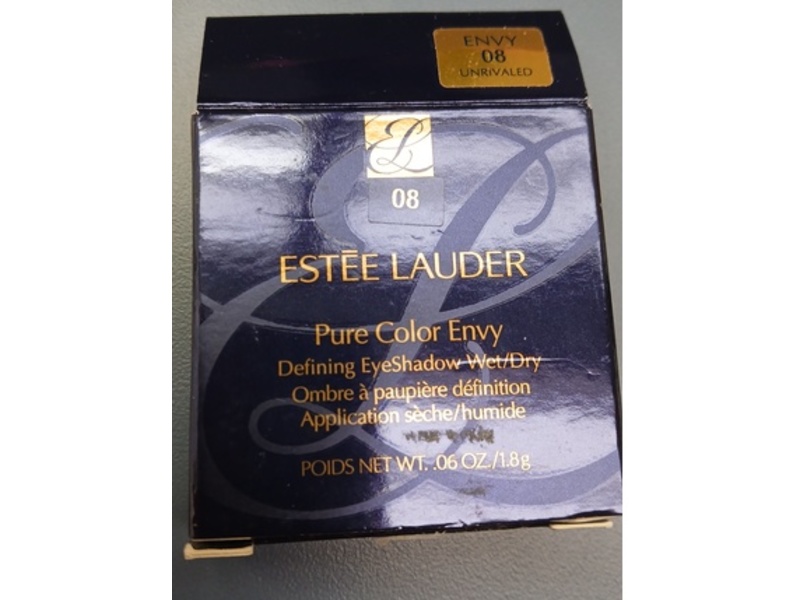 ENVY
08
UNRIVALED
EL
08
ESTĒE LAUDER
Pure Color Envy
Defining EyeShadow Wet/Dry
Ombre à paupière définition
Application sèche/humide
POIDS NET WT. .06 OZ./1.8g